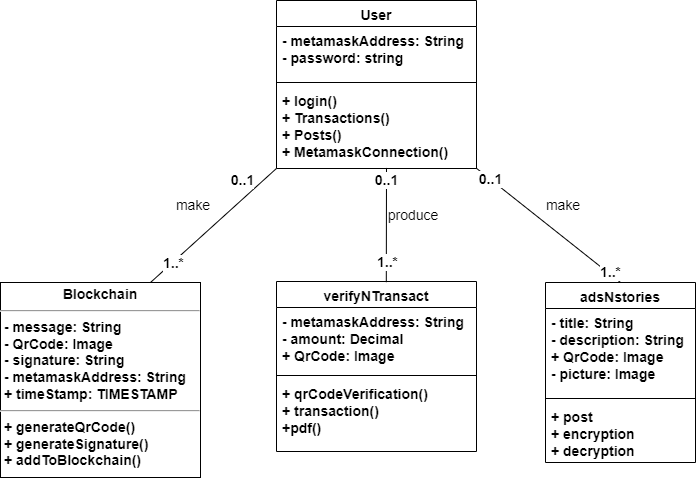 User
- metamaskAddress: String
- password: string
+ login()
+ Transactions()
+ Posts()
+ MetamaskConnection()
0..1
0..1
0..1
make
produce
make
1..*
1..*
1..*
Blockchain
- message: String
- QrCode: Image
- signature: String
- metamaskAddress: String
+ timeStamp: TIMESTAMP
+ generateQrCode()
+ generateSignature()
+ addToBlockchain()
verifyNTransact
- metamaskAddress: String
- amount: Decimal
+ QrCode: Image
+ qrCodeVerification()
+ transaction()
+pdf()
adsNstories
- title: String
- description: String
+ QrCode: Image
- picture: Image
+ post
+ encryption
+ decryption